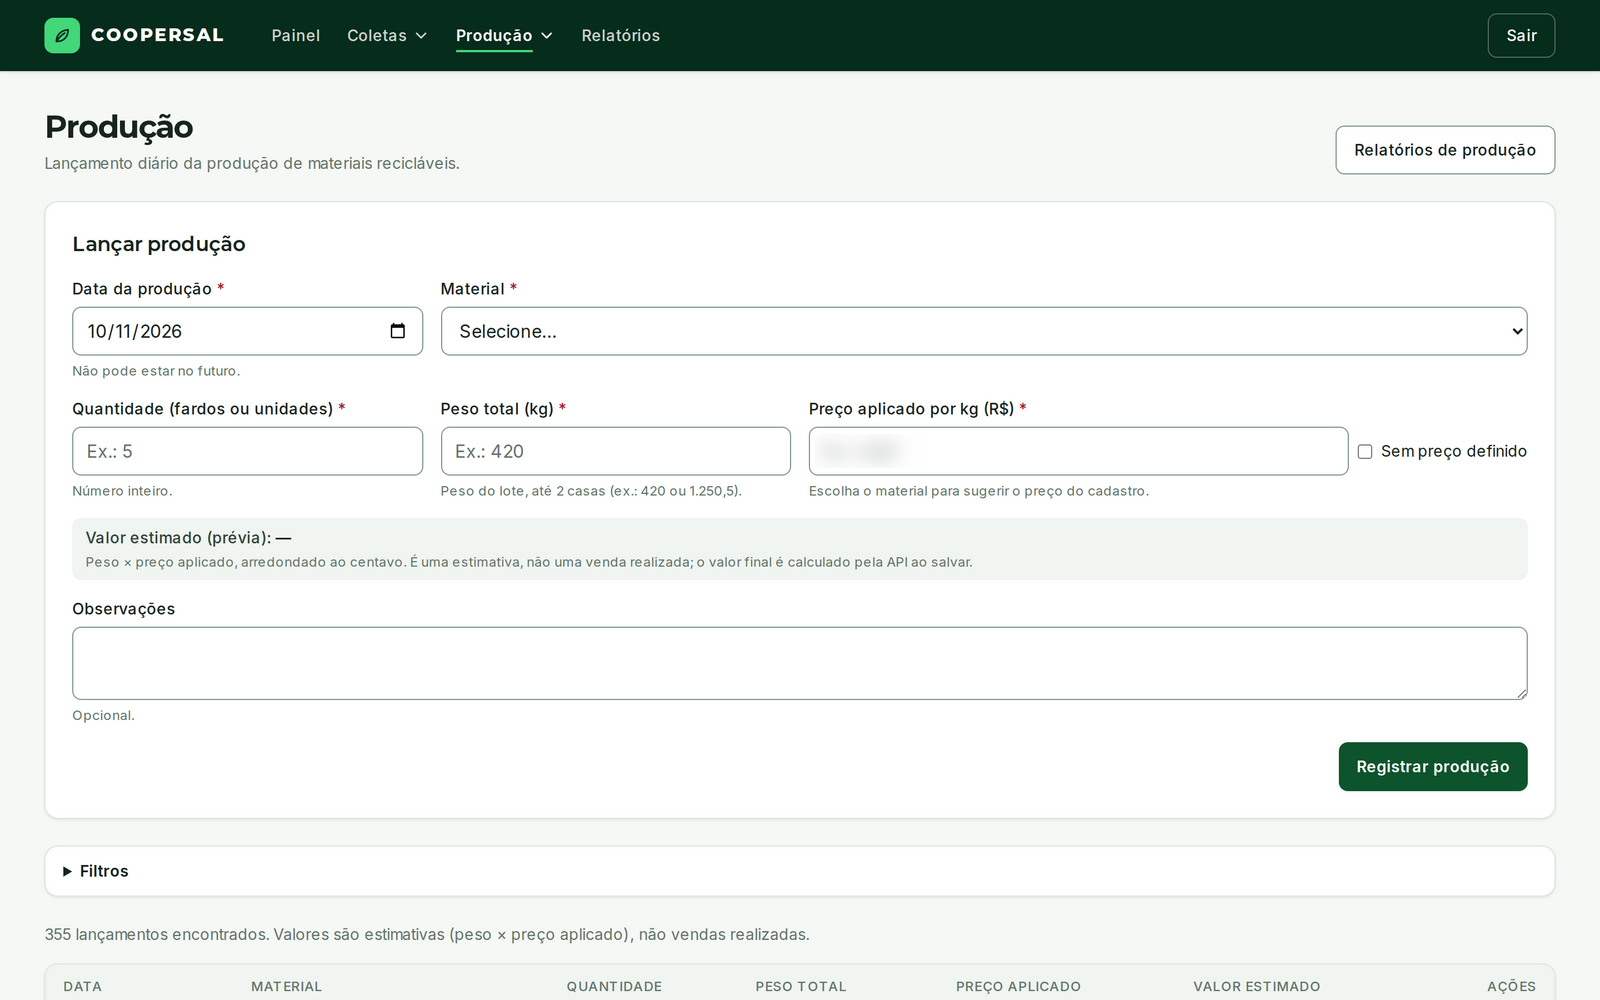 COOPERSAL Painel Coletas Produção Relatórios Sair
Produção
Lançamento diário da produção de materiais recicláveis.
Relatórios de produção
Lançar produção
Data da produção * Material *
10/11/2026 Selecione...
Não pode estar no futuro.
Quantidade (fardos ou unidades) * Peso total (kg) * Preço aplicado por kg (R$) *
Ex.: 5 Ex.: 420 Sem preço definido
Número inteiro. Peso do lote, até 2 casas (ex.: 420 ou 1.250,5). Escolha o material para sugerir o preço do cadastro.
Valor estimado (prévia): —
Peso × preço aplicado, arredondado ao centavo. É uma estimativa, não uma venda realizada; o valor final é calculado pela API ao salvar.
Observações
Opcional.
Registrar produção
Filtros
355 lançamentos encontrados. Valores são estimativas (peso × preço aplicado), não vendas realizadas.
DATA MATERIAL QUANTIDADE PESO TOTAL PREÇO APLICADO VALOR ESTIMADO AÇÕES